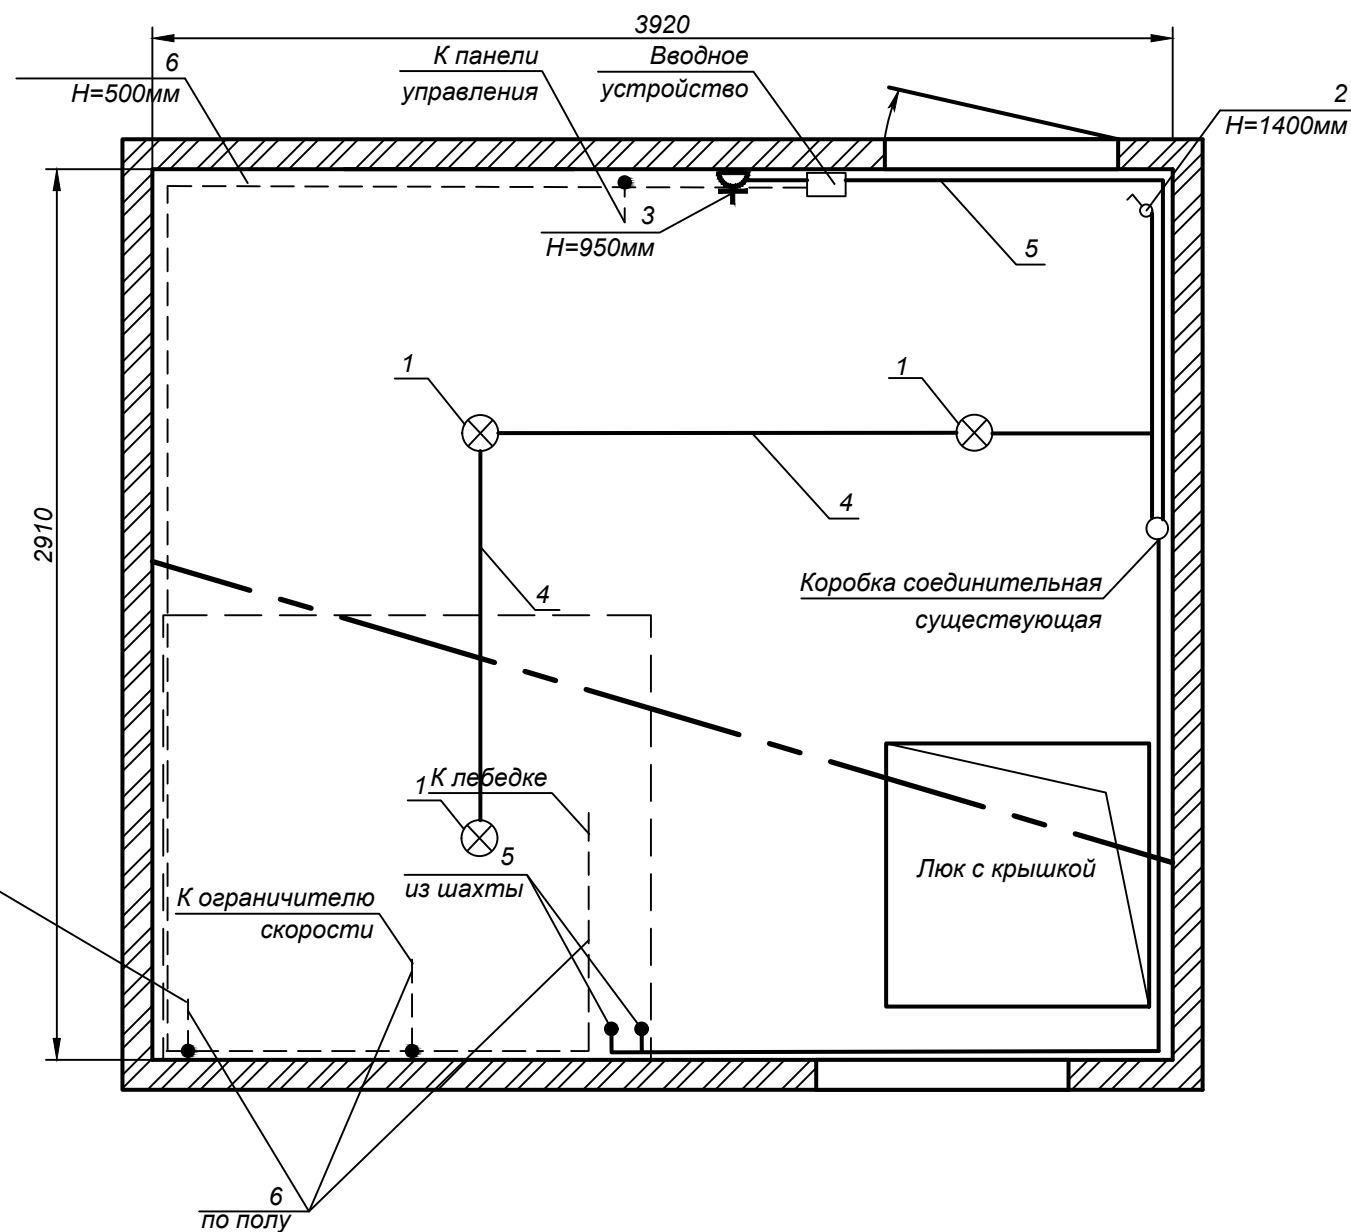 3920
6
Н=500мм
К панели
управления
Вводное
устройство
2
Н=1400мм
3
Н=950мм
5
1
1
4
2910
Коробка соединительная
существующая
4
1
К лебедке
5
из шахты
Люк с крышкой
К ограничителю
скорости
6
по полу